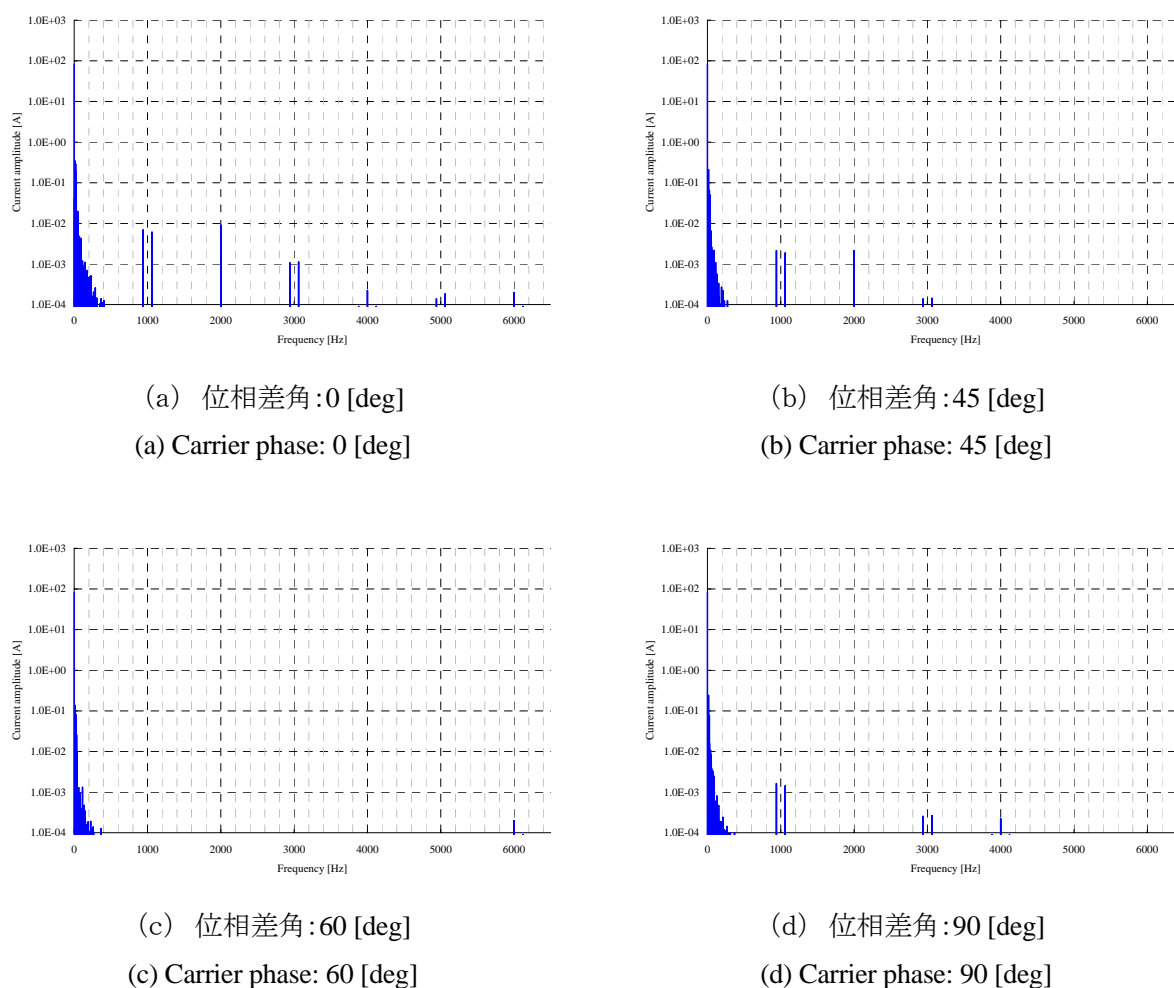 1.0E+03
1.0E+02
1.0E+01
1.0E+00
1.0E-01
1.0E-02
1.0E-03
1.0E-04
Current amplitude [A]
0 1000 2000 3000 4000 5000 6000
Frequency [Hz]
(a) 位相差角:0 [deg]
(a) Carrier phase: 0 [deg]
1.0E+03
1.0E+02
1.0E+01
1.0E+00
1.0E-01
1.0E-02
1.0E-03
1.0E-04
Current amplitude [A]
0 1000 2000 3000 4000 5000 6000
Frequency [Hz]
(b) 位相差角:45 [deg]
(b) Carrier phase: 45 [deg]
1.0E+03
1.0E+02
1.0E+01
1.0E+00
1.0E-01
1.0E-02
1.0E-03
1.0E-04
Current amplitude [A]
0 1000 2000 3000 4000 5000 6000
Frequency [Hz]
(c) 位相差角:60 [deg]
(c) Carrier phase: 60 [deg]
1.0E+03
1.0E+02
1.0E+01
1.0E+00
1.0E-01
1.0E-02
1.0E-03
1.0E-04
Current amplitude [A]
0 1000 2000 3000 4000 5000 6000
Frequency [Hz]
(d) 位相差角:90 [deg]
(d) Carrier phase: 90 [deg]